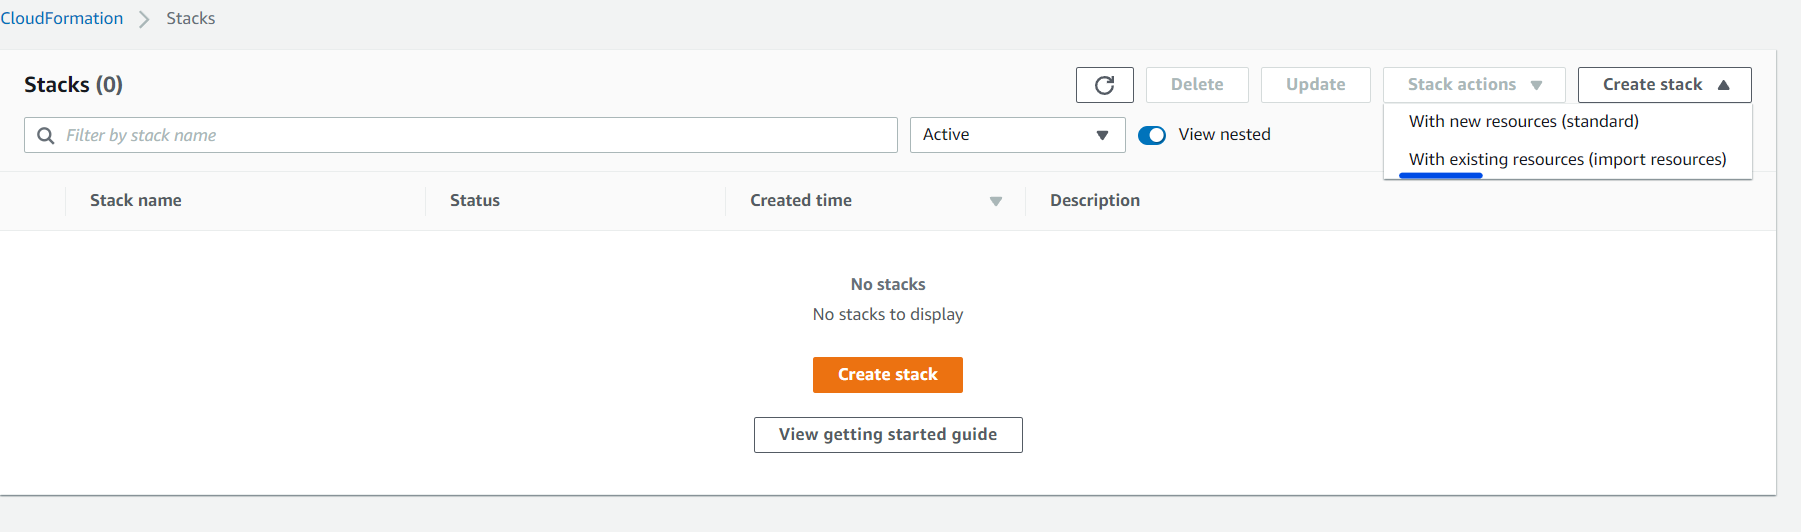 CloudFormation > Stacks
Stacks (0)
Delete
Update
Stack actions
Create stack
With new resources (standard)
With existing resources (import resources)
Filter by stack name
Active
View nested
Stack name
Status
Created time
Description
No stacks
No stacks to display
Create stack
View getting started guide